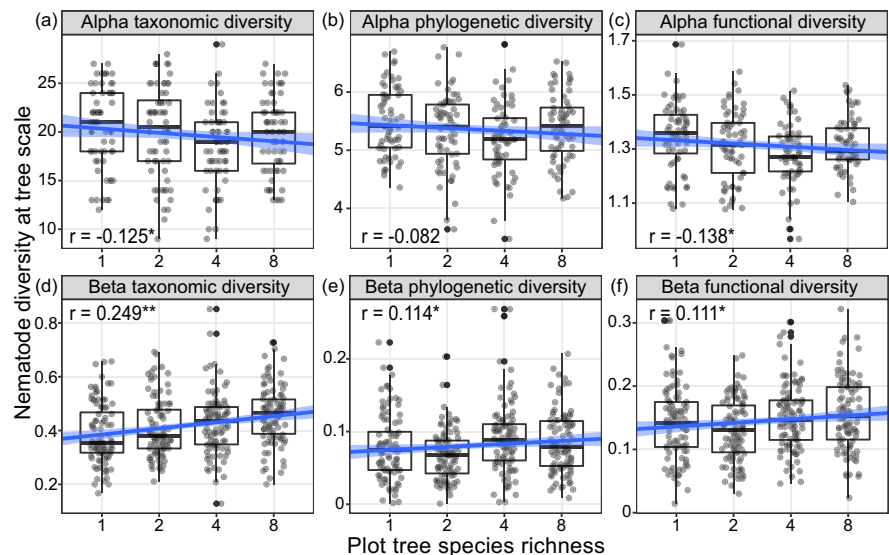 (a) Alpha taxonomic diversity
(b) Alpha phylogenetic diversity
(c) Alpha functional diversity
25
20
15
10
r = -0.125*
1 2 4 8
6
5
4
r = -0.082
1 2 4 8
1.7
1.5
1.3
1.1
r = -0.138*
1 2 4 8
Nematode diversity at tree scale
(d) Beta taxonomic diversity
(e) Beta phylogenetic diversity
(f) Beta functional diversity
r = 0.249**
0.8
0.6
0.4
0.2
1 2 4 8
r = 0.114*
0.2
0.1
0
1 2 4 8
r = 0.111*
0.3
0.2
0.1
0
1 2 4 8
Plot tree species richness